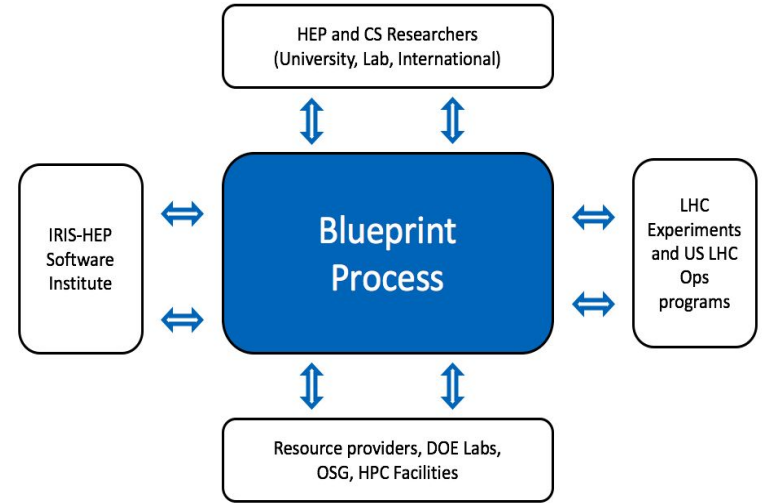 HEP and CS Researchers
(University, Lab, International)
IRIS-HEP
Software
Institute
Blueprint
Process
LHC
Experiments
and US LHC
Ops
programs
Resource providers, DOE Labs,
OSG, HPC Facilities